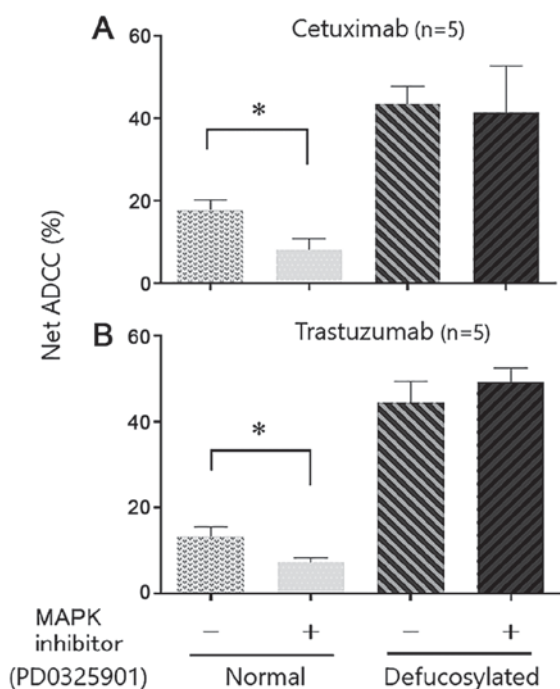 A
Cetuximab (n=5)
60
40
20
0
*
Net ADCC (%)
B
Trastuzumab (n=5)
60
40
20
0
*
MAPK
inhibitor
(PD0325901)
− + − +
Normal Defucosylated